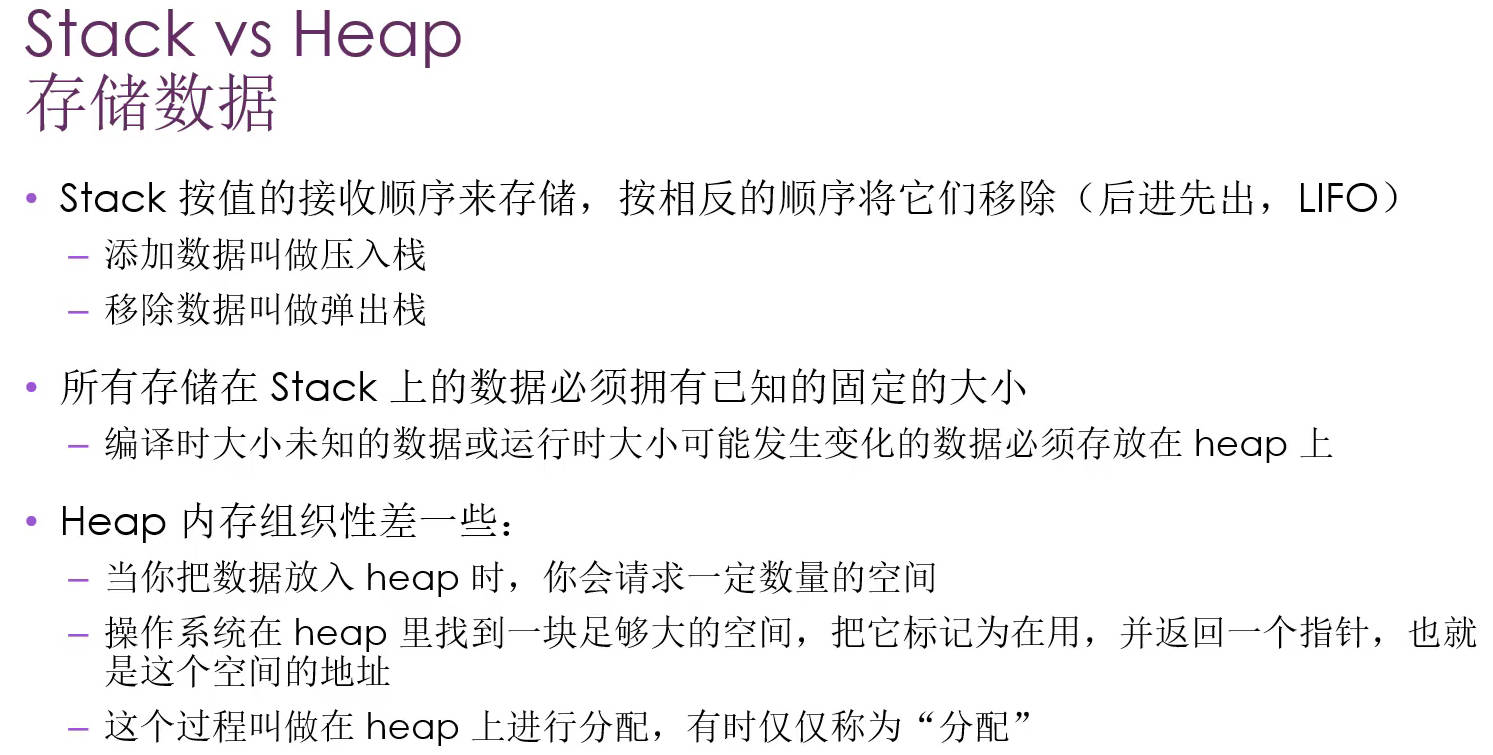 Stack vs Heap
存储数据
• Stack 按值的接收顺序来存储，按相反的顺序将它们移除（后进先出，LIFO）
– 添加数据叫做压入栈
– 移除数据叫做弹出栈
• 所有存储在 Stack 上的数据必须拥有已知的固定的大小
– 编译时大小未知的数据或运行时大小可能发生变化的数据必须存放在 heap 上
• Heap 内存组织性差一些：
– 当你把数据放入 heap 时，你会请求一定数量的空间
– 操作系统在 heap 里找到一块足够大的空间，把它标记为在用，并返回一个指针，也就
是这个空间的地址
– 这个过程叫做在 heap 上进行分配，有时仅仅称为“分配”